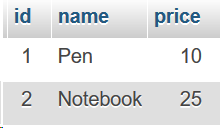 id name price
1 Pen 10
2 Notebook 25